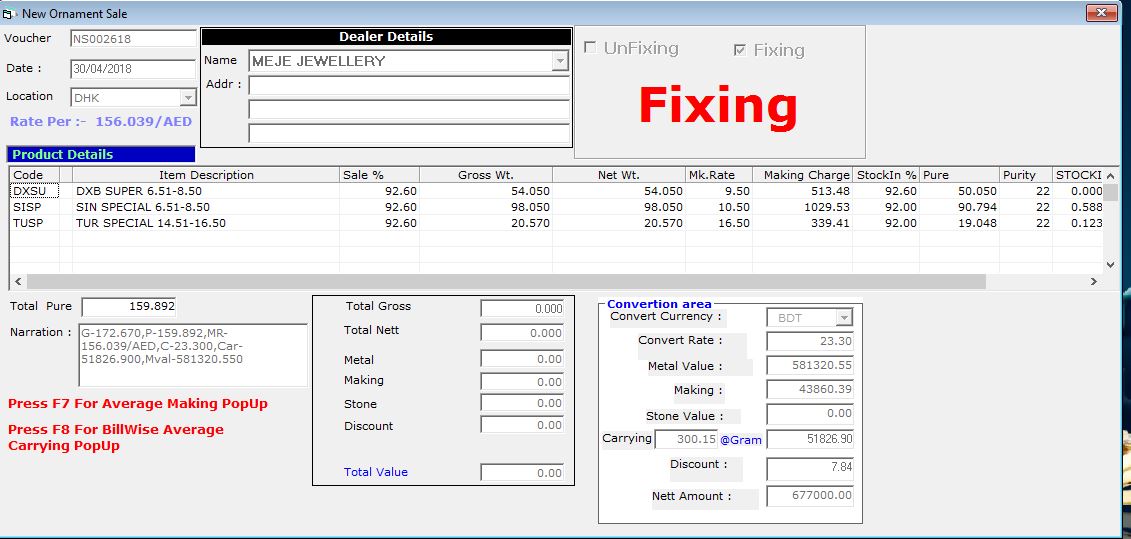 New Ornament Sale
Voucher NS002618
Date : 30/04/2018
Location DHK
Rate Per :- 156.039/AED
Dealer Details
Name MEJE JEWELLERY
Addr :
UnFixing Fixing
Fixing
Product Details
Code Item Description Sale % Gross Wt. Net Wt. Mk.Rate Making Charge StockIn % Pure Purity STOCKI
DXSU DXB SUPER 6.51-8.50 92.60 54.050 54.050 9.50 513.48 92.60 50.050 22 0.000
SISP SIN SPECIAL 6.51-8.50 92.60 98.050 98.050 10.50 1029.53 92.00 90.794 22 0.588
TUSP TUR SPECIAL 14.51-16.50 92.60 20.570 20.570 16.50 339.41 92.00 19.048 22 0.123
Total Pure 159.892
Narration : G-172.670,P-159.892,MR-
156.039/AED,C-23.300,Car-
51826.900,Mval-581320.550
Press F7 For Average Making PopUp
Press F8 For BillWise Average
Carrying PopUp
Total Gross 0.000
Total Nett 0.000
Metal 0.00
Making 0.00
Stone 0.00
Discount 0.00
Total Value 0.00
Convertion area
Convert Currency : BDT
Convert Rate : 23.30
Metal Value : 581320.55
Making : 43860.39
Stone Value : 0.00
Carrying 300.15 @Gram 51826.90
Discount : 7.84
Nett Amount : 677000.00